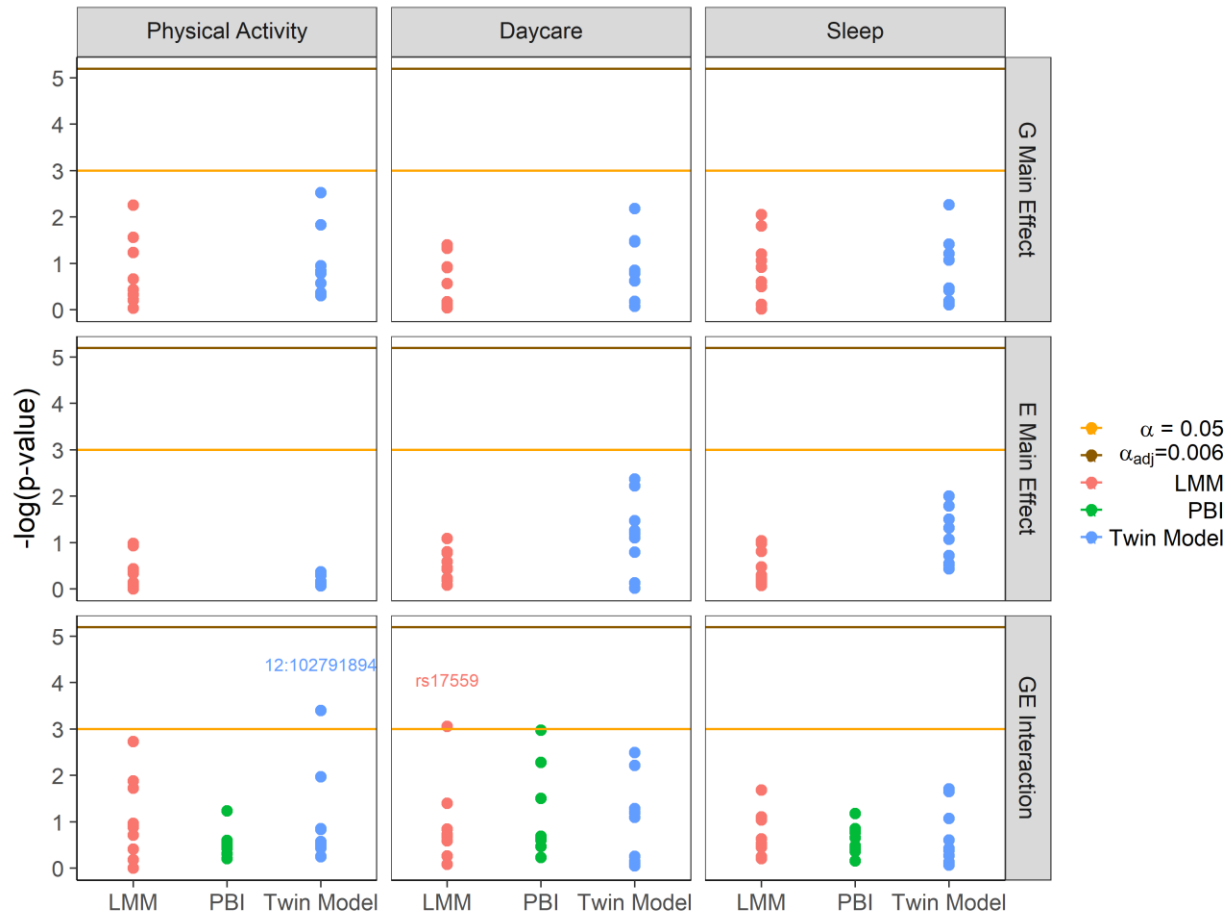 Physical Activity
Daycare
Sleep
-log(p-value)
5
4
3
2
1
0
G Main Effect
5
4
3
2
1
0
E Main Effect
5
4
3
2
1
0
12:102791894
rs17559
GE Interaction
LMM PBI Twin Model
LMM PBI Twin Model
LMM PBI Twin Model
α = 0.05
αadj=0.006
LMM
PBI
Twin Model